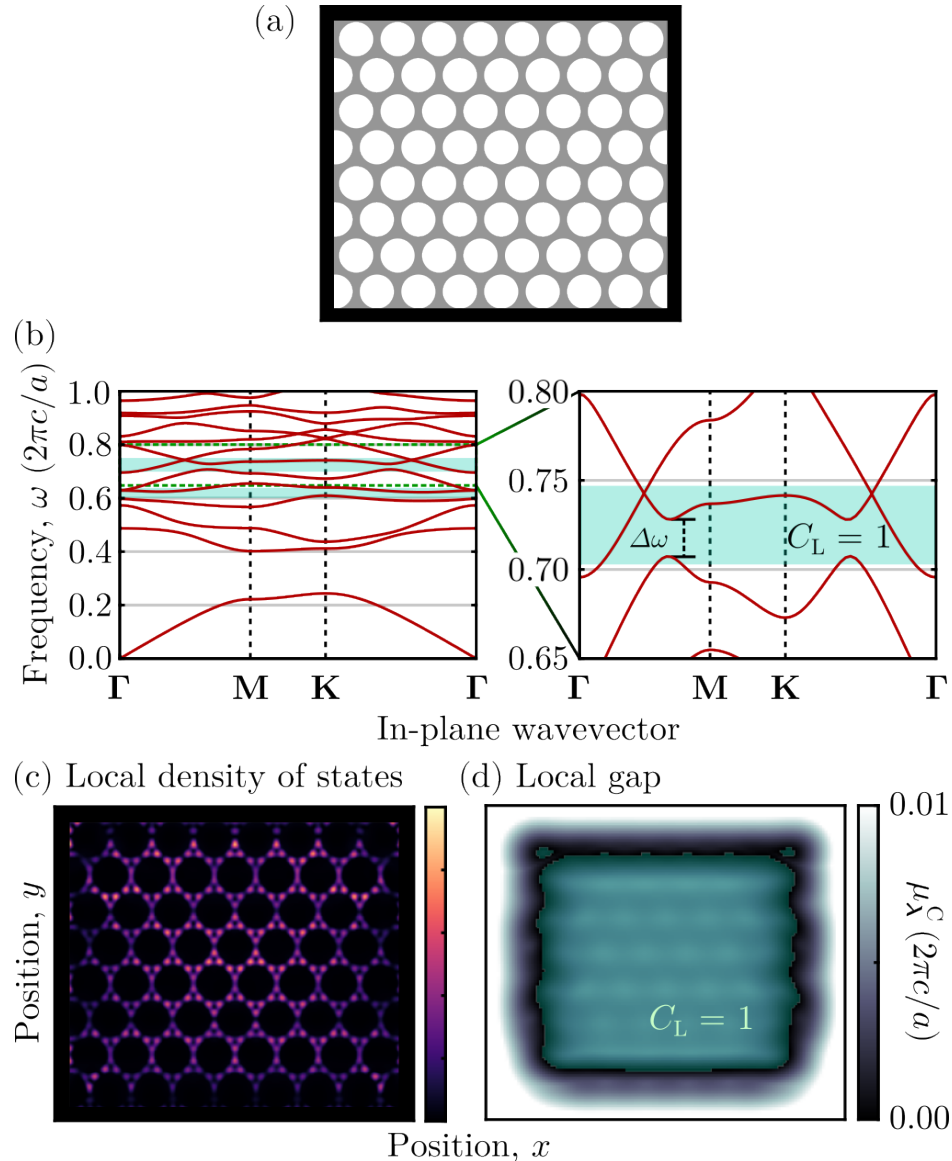 (a)
(b)
Frequency, ω (2πc/a)
1.0
0.8
0.6
0.4
0.2
0.0
Γ M K Γ
0.80
0.75
0.70
0.65
Δω
C_L = 1
Γ M K Γ
In-plane wavevector
(c) Local density of states
(d) Local gap
Position, y
Position, x
C_L = 1
0.01
0.00
μ_λ^C (2πc/a)